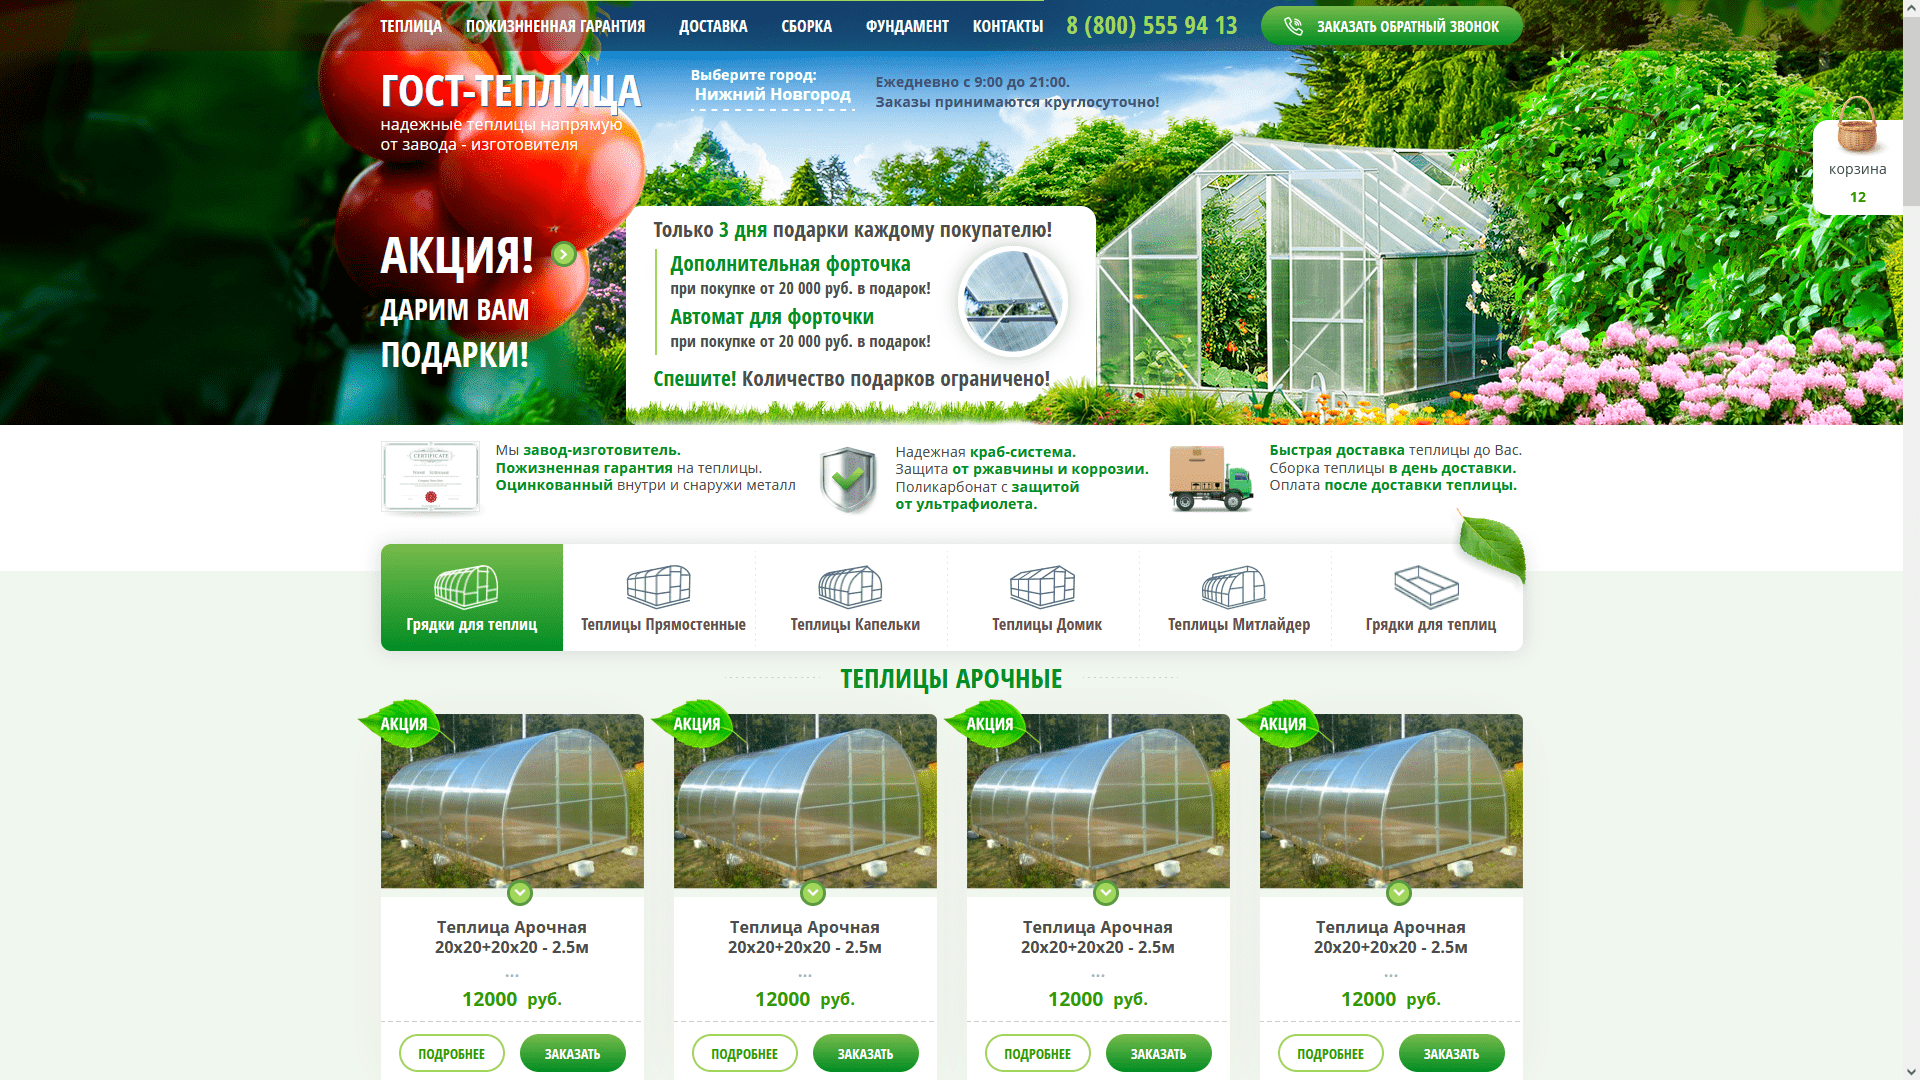 ТЕПЛИЦА ПОЖИЗННЕННАЯ ГАРАНТИЯ ДОСТАВКА СБОРКА ФУНДАМЕНТ КОНТАКТЫ 8 (800) 555 94 13 ЗАКАЗАТЬ ОБРАТНЫЙ ЗВОНОК
ГОСТ-ТЕПЛИЦА
надежные теплицы напрямую
от завода - изготовителя
Выберите город:
Нижний Новгород
Ежедневно с 9:00 до 21:00.
Заказы принимаются круглосуточно!
корзина
12
АКЦИЯ!
ДАРИМ ВАМ
ПОДАРКИ!
Только 3 дня подарки каждому покупателю!
Дополнительная форточка
при покупке от 20 000 руб. в подарок!
Автомат для форточки
при покупке от 20 000 руб. в подарок!
Спешите! Количество подарков ограничено!
CERTIFICATE
Мы завод-изготовитель.
Пожизненная гарантия на теплицы.
Оцинкованный внутри и снаружи металл
Надежная краб-система.
Защита от ржавчины и коррозии.
Поликарбонат с защитой
от ультрафиолета.
Быстрая доставка теплицы до Вас.
Сборка теплицы в день доставки.
Оплата после доставки теплицы.
Грядки для теплиц Теплицы Прямостенные Теплицы Капельки Теплицы Домик Теплицы Митлайдер Грядки для теплиц
ТЕПЛИЦЫ АРОЧНЫЕ
АКЦИЯ АКЦИЯ АКЦИЯ АКЦИЯ
Теплица Арочная Теплица Арочная Теплица Арочная Теплица Арочная
20х20+20х20 - 2.5м 20х20+20х20 - 2.5м 20х20+20х20 - 2.5м 20х20+20х20 - 2.5м
... ... ... ...
12000 руб. 12000 руб. 12000 руб. 12000 руб.
ПОДРОБНЕЕ ЗАКАЗАТЬ ПОДРОБНЕЕ ЗАКАЗАТЬ ПОДРОБНЕЕ ЗАКАЗАТЬ ПОДРОБНЕЕ ЗАКАЗАТЬ